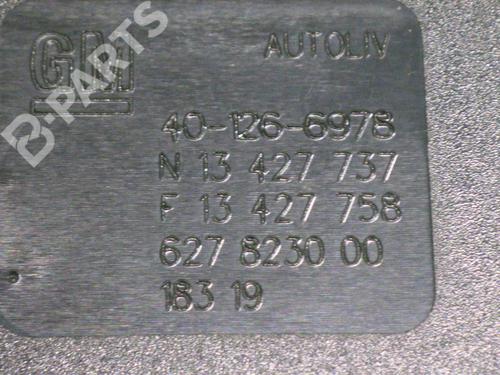 GM AUTOLIV
40-126-6978
N 13 427 737
F 13 427 758
627 8230 00
183 19
B-PARTS